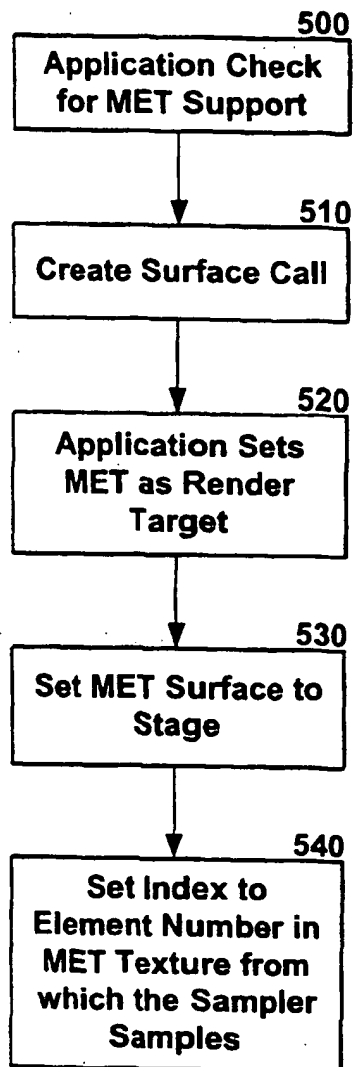 500
Application Check
for MET Support
510
Create Surface Call
520
Application Sets
MET as Render
Target
530
Set MET Surface to
Stage
540
Set Index to
Element Number in
MET Texture from
which the Sampler
Samples